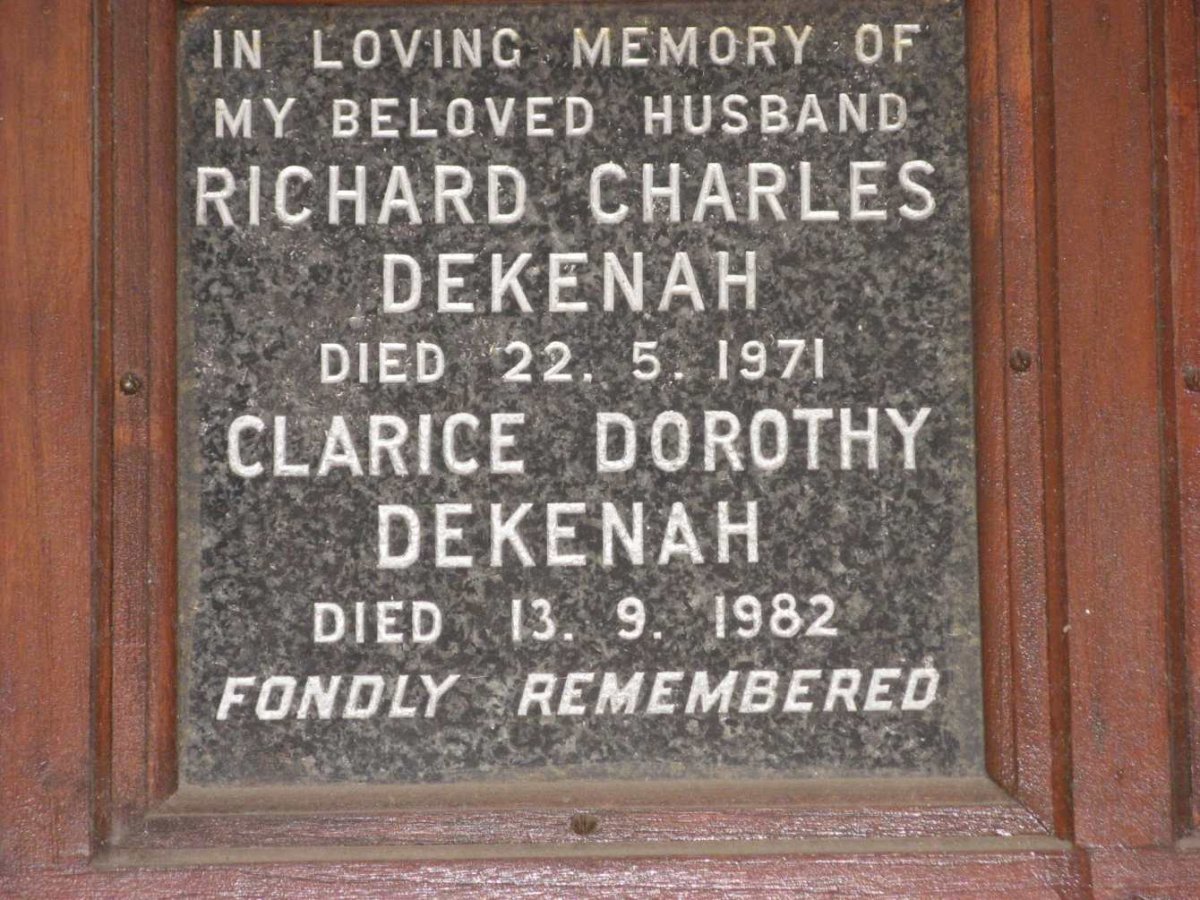 IN LOVING MEMORY OF
MY BELOVED HUSBAND
RICHARD CHARLES
DEKENAH
DIED 22. 5. 1971
CLARICE DOROTHY
DEKENAH
DIED 13. 9. 1982
FONDLY REMEMBERED